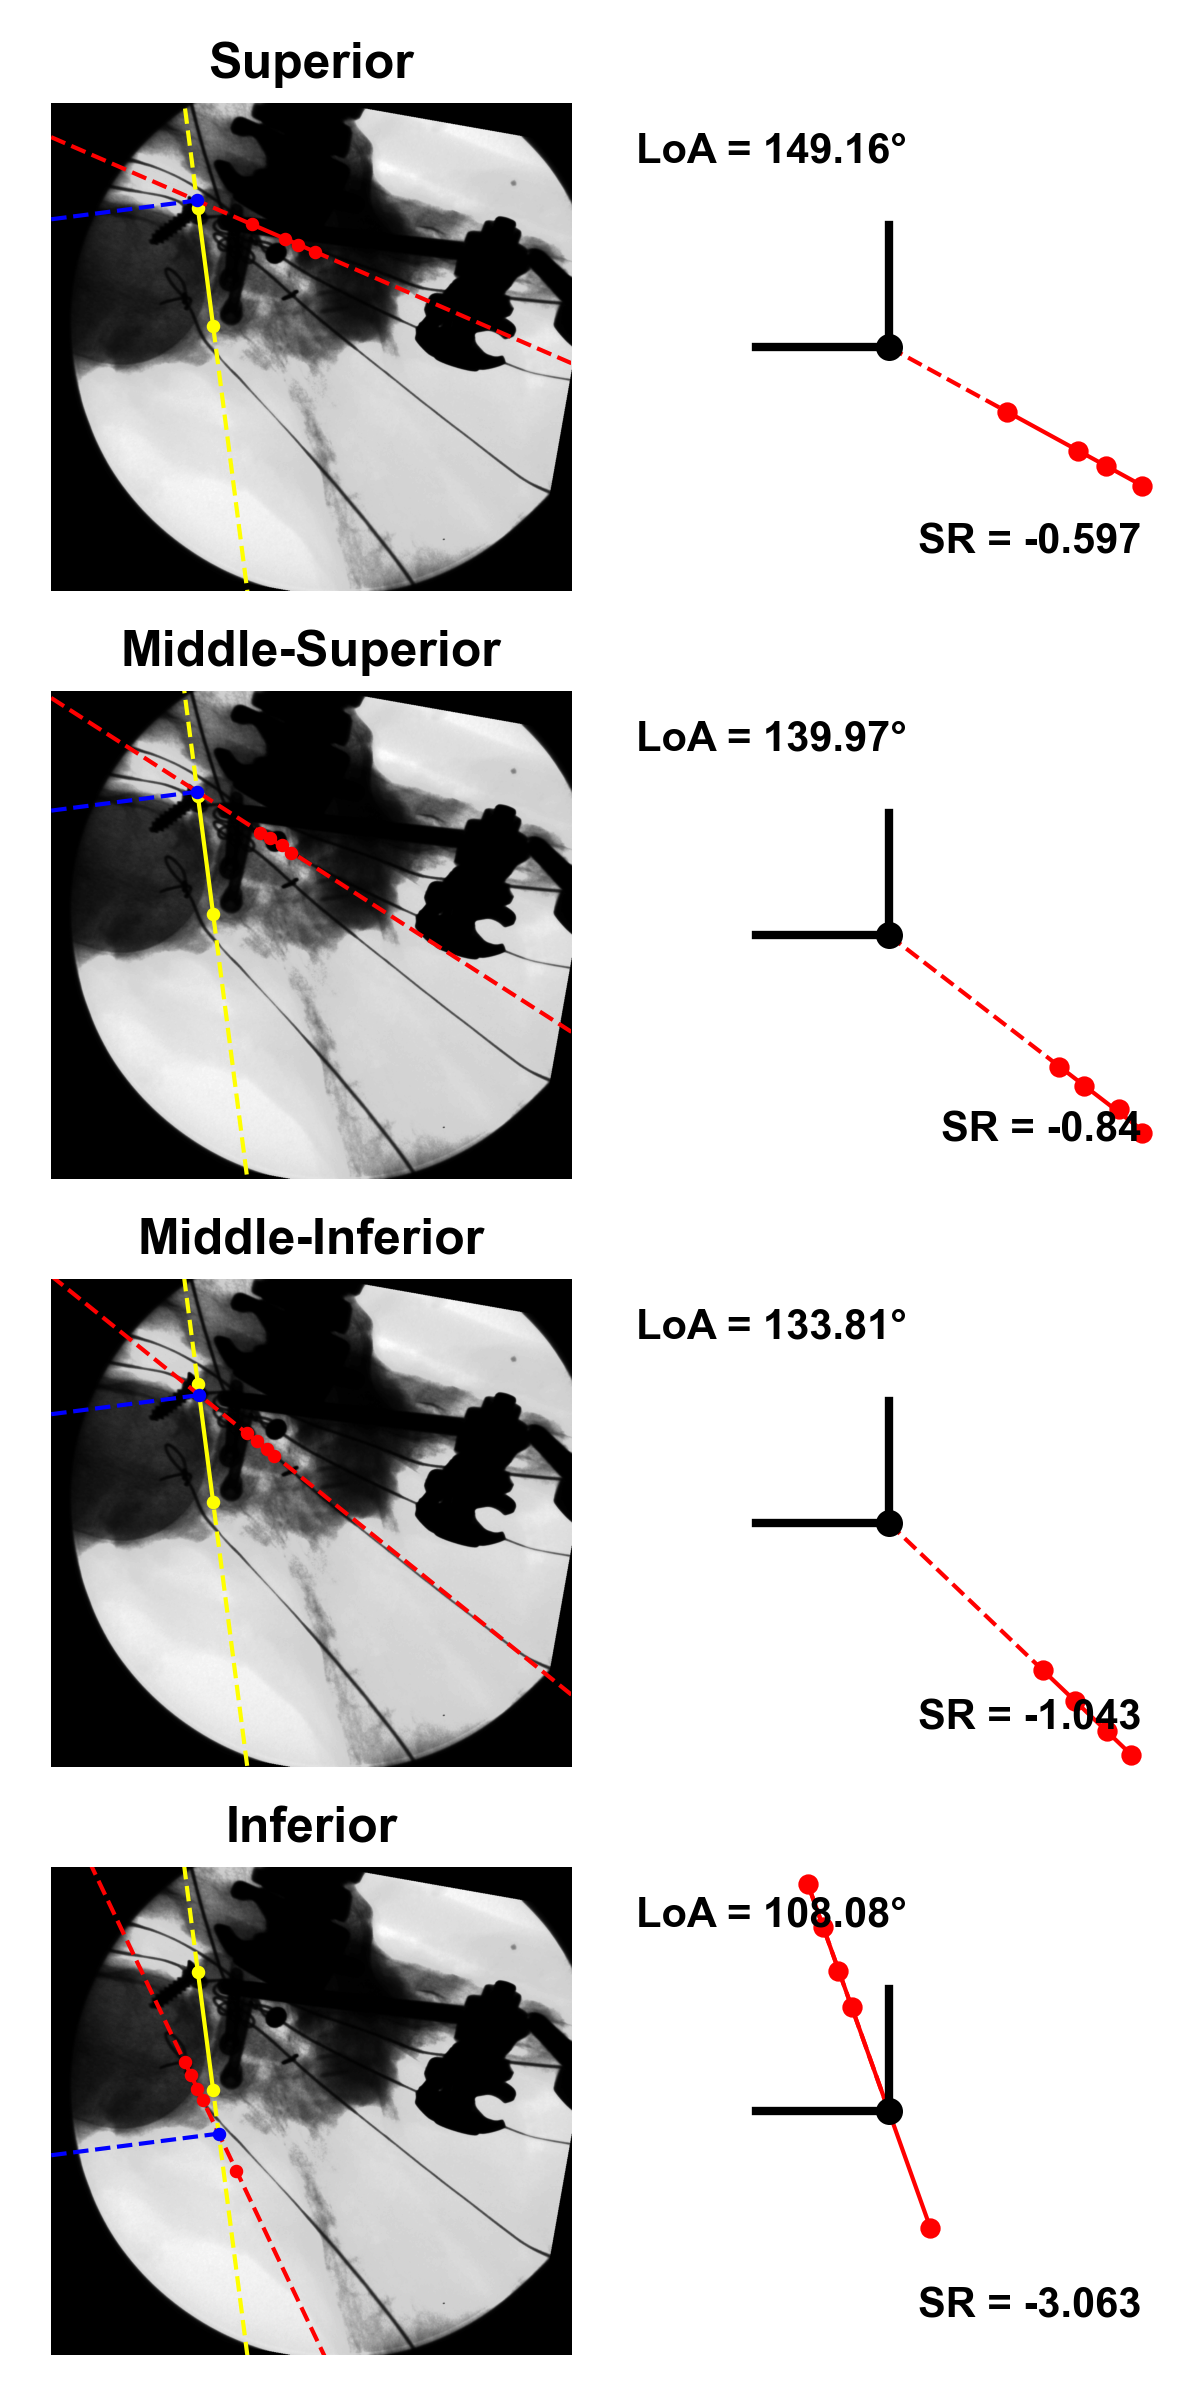 Superior
LoA = 149.16°
SR = -0.597
Middle-Superior
LoA = 139.97°
SR = -0.84
Middle-Inferior
LoA = 133.81°
SR = -1.043
Inferior
LoA = 108.08°
SR = -3.063